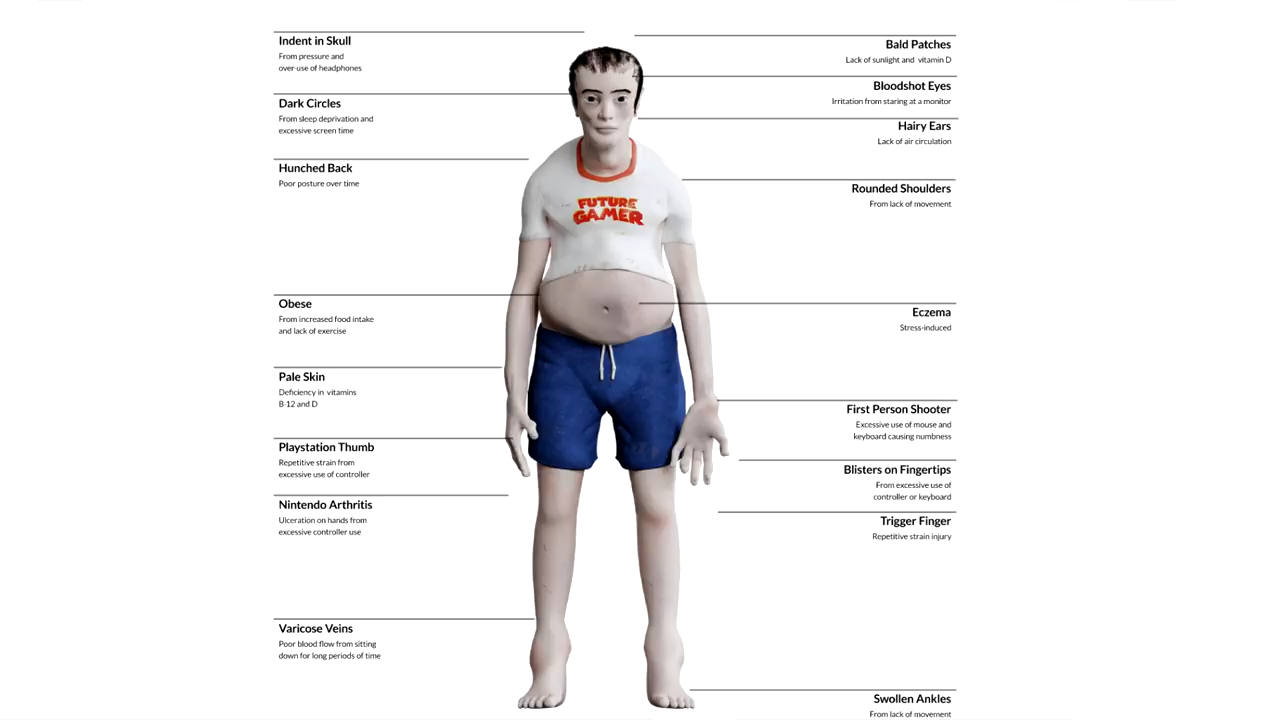 Indent in Skull
From pressure and
over-use of headphones
Dark Circles
From sleep deprivation and
excessive screen time
Hunched Back
Poor posture over time
Obese
From increased food intake
and lack of exercise
Pale Skin
Deficiency in vitamins
B-12 and D
Playstation Thumb
Repetitive strain from
excessive use of controller
Nintendo Arthritis
Ulceration on hands from
excessive controller use
Varicose Veins
Poor blood flow from sitting
down for long periods of time
FUTURE
GAMER
Bald Patches
Lack of sunlight and vitamin D
Bloodshot Eyes
Irritation from staring at a monitor
Hairy Ears
Lack of air circulation
Rounded Shoulders
From lack of movement
Eczema
Stress-induced
First Person Shooter
Excessive use of mouse and
keyboard causing numbness
Blisters on Fingertips
From excessive use of
controller or keyboard
Trigger Finger
Repetitive strain injury
Swollen Ankles
From lack of movement